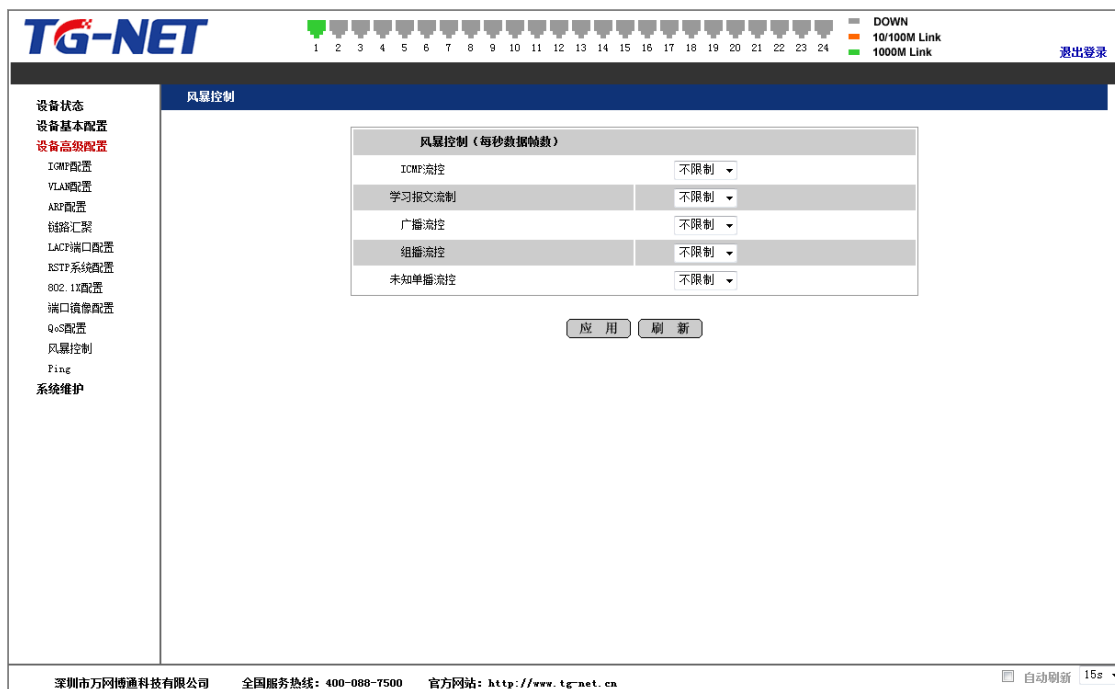 TG-NET
1 2 3 4 5 6 7 8 9 10 11 12 13 14 15 16 17 18 19 20 21 22 23 24
DOWN
10/100M Link
1000M Link
退出登录
设备状态
设备基本配置
设备高级配置
IGMP配置
VLAN配置
ARP配置
链路汇聚
LACP端口配置
RSTP系统配置
802.1X配置
端口镜像配置
QoS配置
风暴控制
Ping
系统维护
风暴控制
风暴控制（每秒数据帧数）
ICMP流控 不限制
学习报文流制 不限制
广播流控 不限制
组播流控 不限制
未知单播流控 不限制
应 用 刷 新
深圳市万网博通科技有限公司 全国服务热线：400-088-7500 官方网站：http://www.tg-net.cn
自动刷新 15s